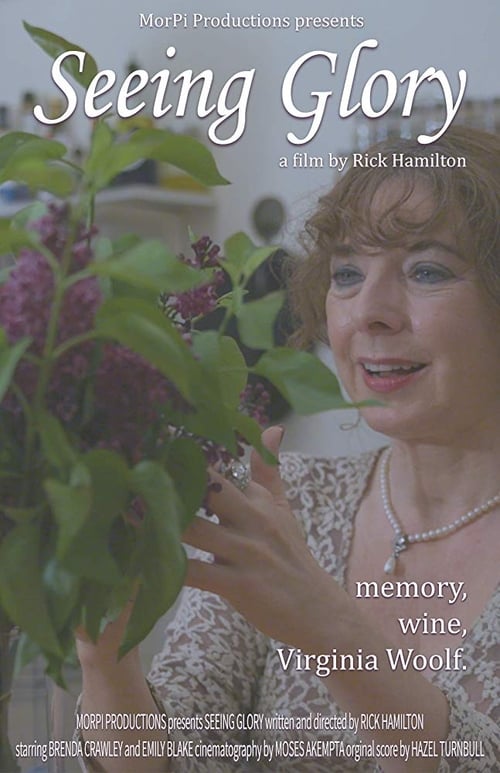 MorPi Productions presents
Seeing Glory
a film by Rick Hamilton
memory,
wine,
Virginia Woolf.
MORPI PRODUCTIONS presents SEEING GLORY written and directed by RICK HAMILTON
starring BRENDA CRAWLEY and EMILY BLAKE cinematography by MOSES AKEMPTA orginal score by HAZEL TURNBULL